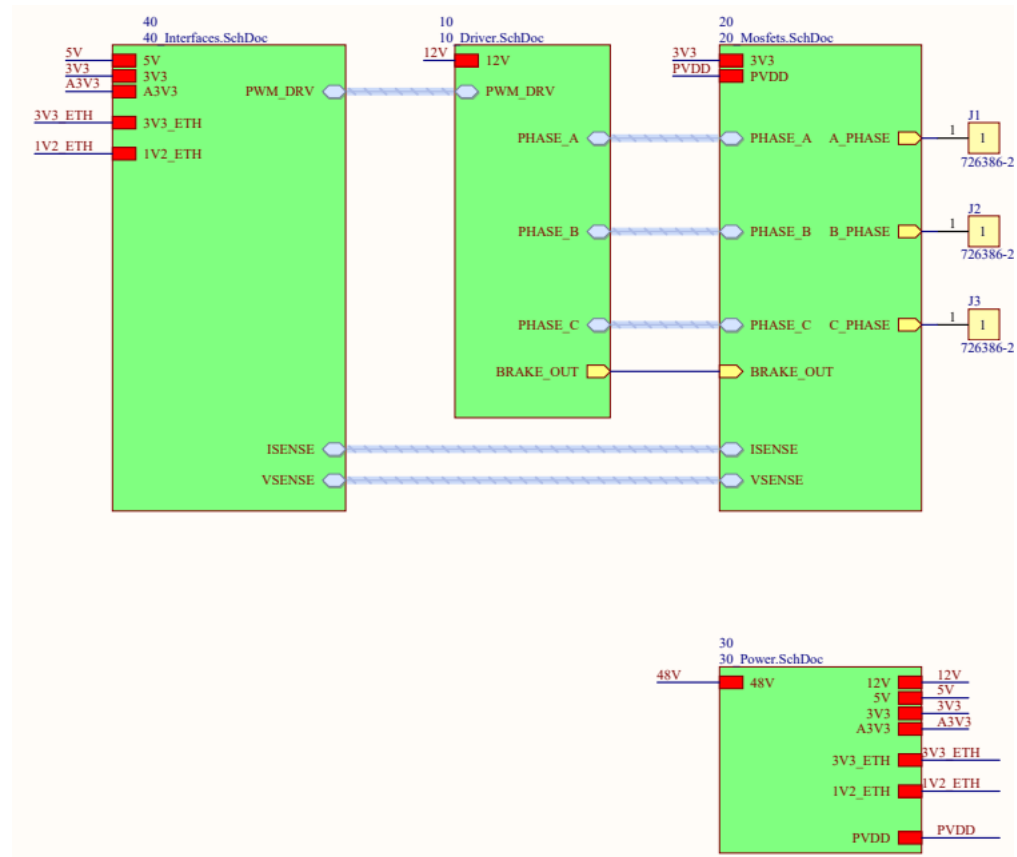 40
40_Interfaces.SchDoc
5V
5V
3V3
3V3
A3V3
A3V3
PWM_DRV
3V3_ETH
3V3_ETH
1V2_ETH
1V2_ETH
ISENSE
VSENSE
10
10_Driver.SchDoc
12V
12V
PWM_DRV
PHASE_A
PHASE_B
PHASE_C
BRAKE_OUT
20
20_Mosfets.SchDoc
3V3
3V3
PVDD
PVDD
PHASE_A
A_PHASE
1
J1
1
726386-2
PHASE_B
B_PHASE
1
J2
1
726386-2
PHASE_C
C_PHASE
1
J3
1
726386-2
BRAKE_OUT
ISENSE
VSENSE
30
30_Power.SchDoc
48V
48V
12V
12V
5V
5V
3V3
3V3
A3V3
A3V3
3V3_ETH
3V3_ETH
1V2_ETH
1V2_ETH
PVDD
PVDD